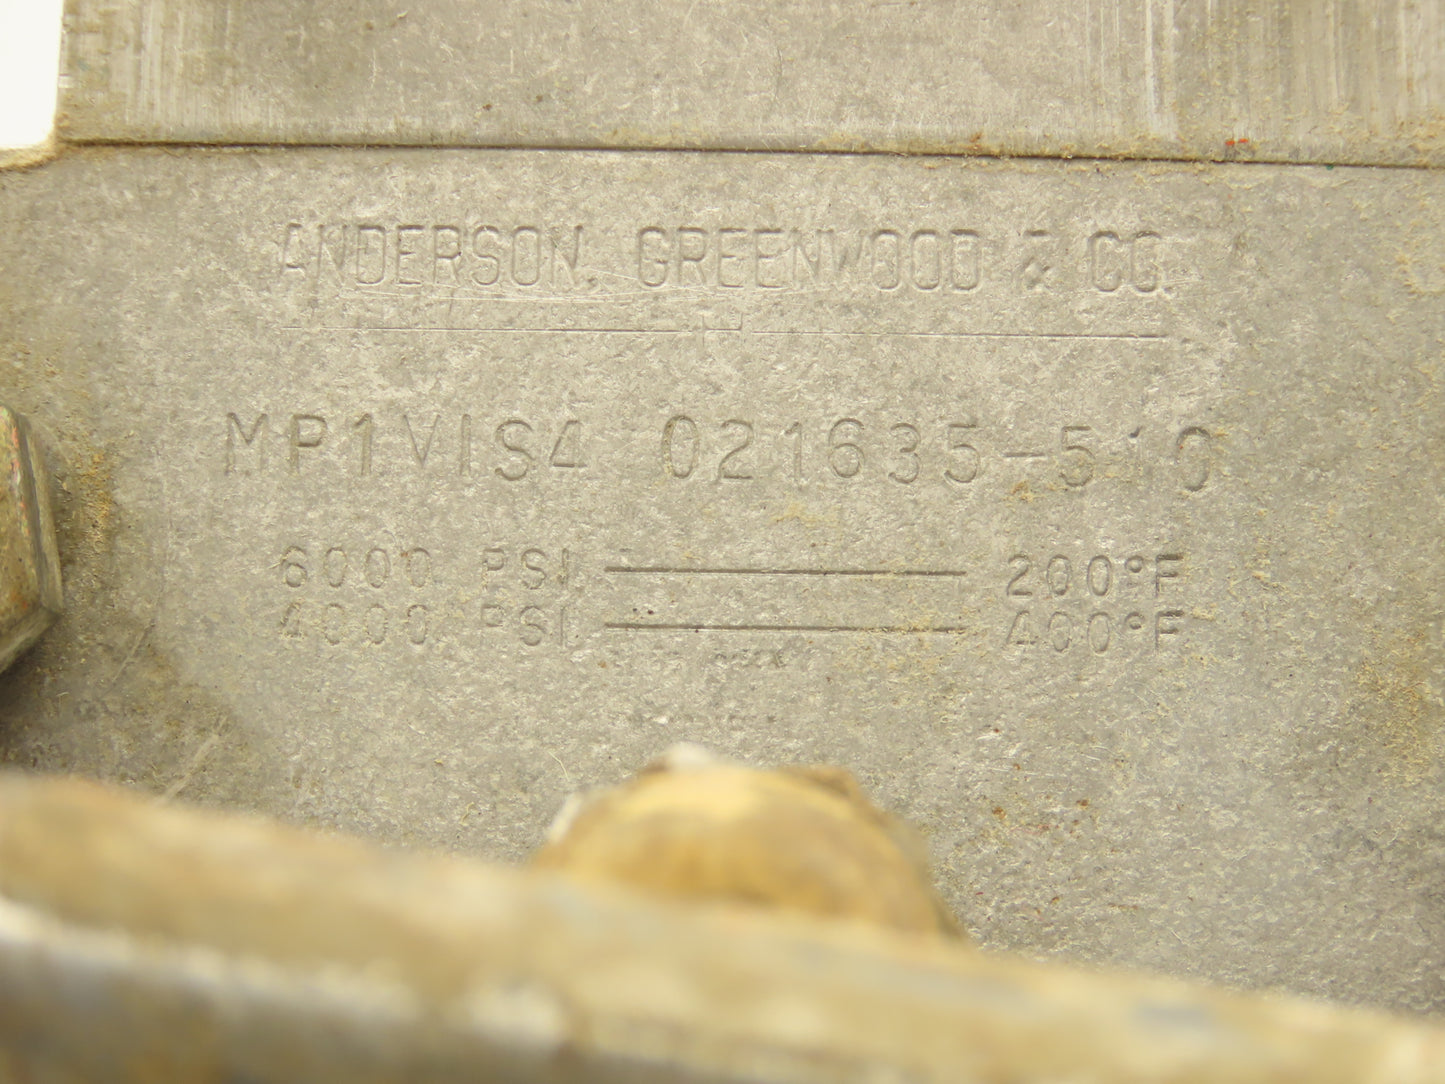 ANDERSON, GREENWOOD & CO.
MP1VIS4 021635-510
6000 PSI — 200°F
4000 PSI — 400°F